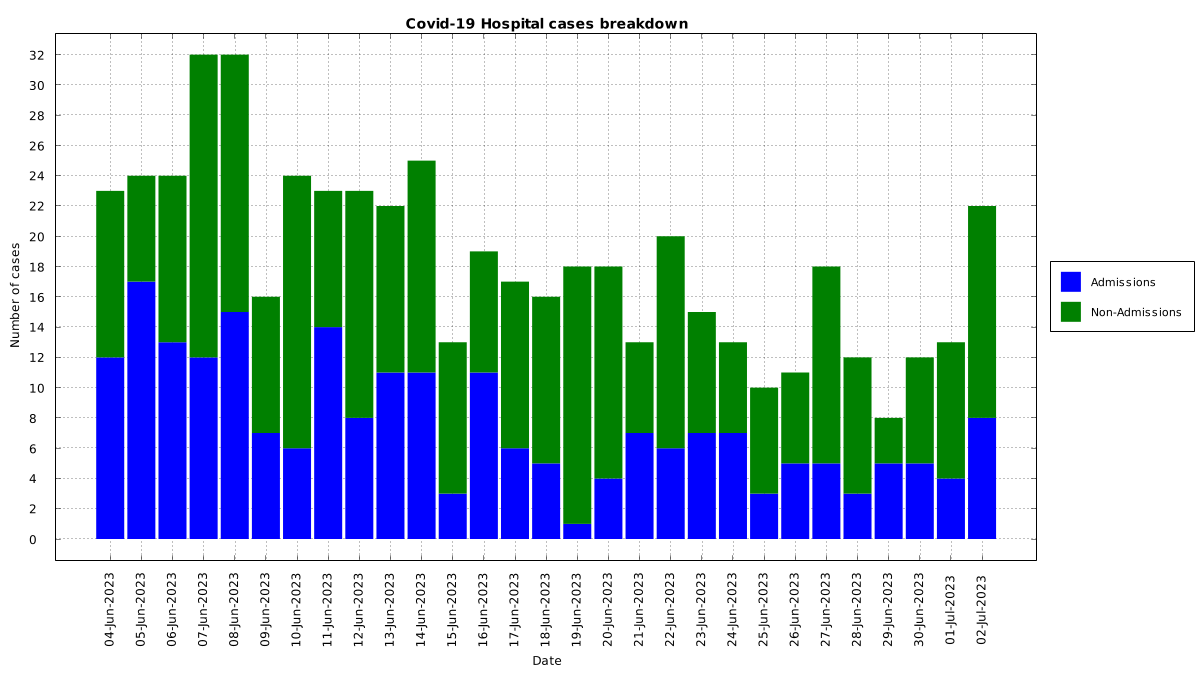 Covid-19 Hospital cases breakdown
Number of cases
32
30
28
26
24
22
20
18
16
14
12
10
8
6
4
2
0
04-Jun-2023
05-Jun-2023
06-Jun-2023
07-Jun-2023
08-Jun-2023
09-Jun-2023
10-Jun-2023
11-Jun-2023
12-Jun-2023
13-Jun-2023
14-Jun-2023
15-Jun-2023
16-Jun-2023
17-Jun-2023
18-Jun-2023
19-Jun-2023
20-Jun-2023
21-Jun-2023
22-Jun-2023
23-Jun-2023
24-Jun-2023
25-Jun-2023
26-Jun-2023
27-Jun-2023
28-Jun-2023
29-Jun-2023
30-Jun-2023
01-Jul-2023
02-Jul-2023
Date
Admissions
Non-Admissions